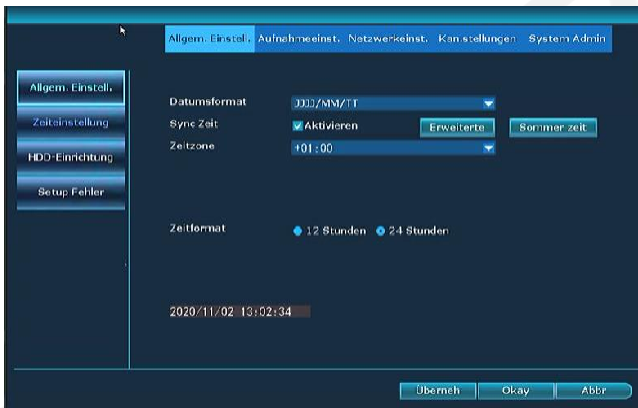 Allgem. Einstell. Aufnahmeeinst. Netzwerkeinst. Kan.stellungen System Admin
Allgem. Einstell.
Zeiteinstellung
HDD-Einrichtung
Setup Fehler
Datumsformat JJJJ/MM/TT
Sync Zeit Aktivieren Erweiterte Sommer zeit
Zeitzone +01:00
Zeitformat 12 Stunden 24 Stunden
2020/11/02 13:02:34
Überneh Okay Abbr